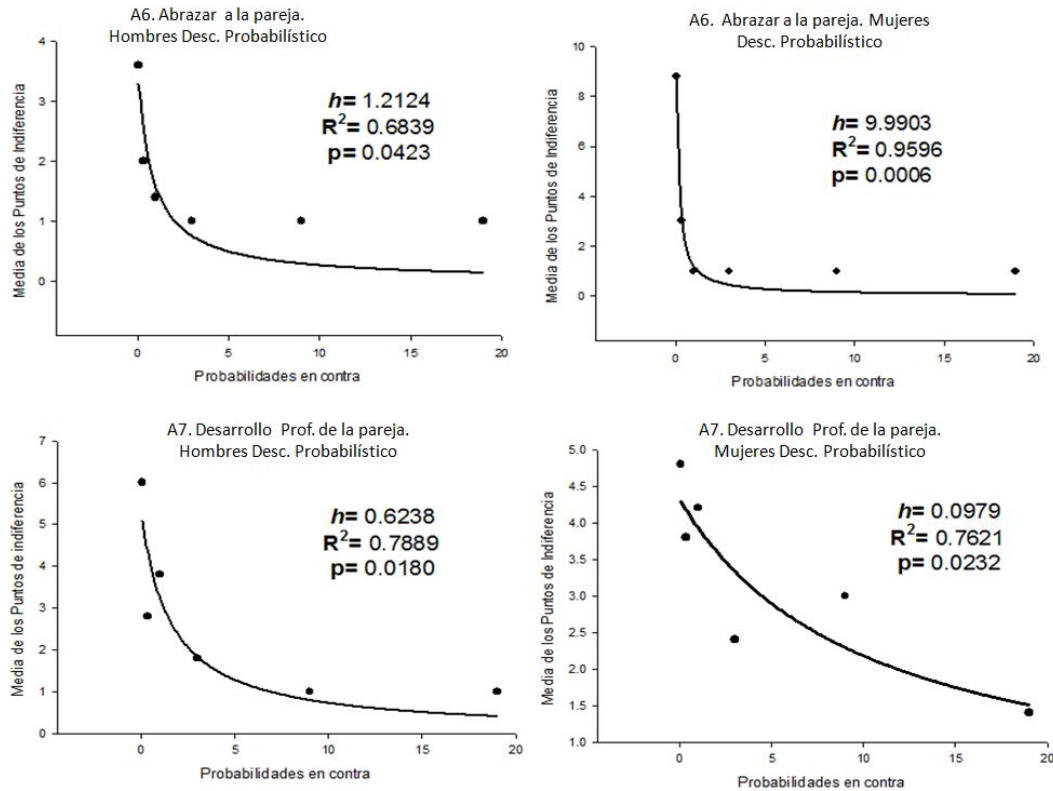 A6. Abrazar a la pareja.
Hombres Desc. Probabilístico
Media de los Puntos de Indiferencia
4
3
2
1
0
h= 1.2124
R²= 0.6839
p= 0.0423
0 5 10 15 20
Probabilidades en contra
A6. Abrazar a la pareja. Mujeres
Desc. Probabilístico
Media de los Puntos de Indiferencia
10
8
6
4
2
0
h= 9.9903
R²= 0.9596
p= 0.0006
0 5 10 15 20
Probabilidades en contra
A7. Desarrollo Prof. de la pareja.
Hombres Desc. Probabilístico
Media de los Puntos de indiferencia
7
6
5
4
3
2
1
0
h= 0.6238
R²= 0.7889
p= 0.0180
0 5 10 15 20
Probabilidades en contra
A7. Desarrollo Prof. de la pareja.
Mujeres Desc. Probabilístico
Media de los Puntos de Indiferencia
5.0
4.5
4.0
3.5
3.0
2.5
2.0
1.5
1.0
h= 0.0979
R²= 0.7621
p= 0.0232
0 5 10 15 20
Probabilidades en contra